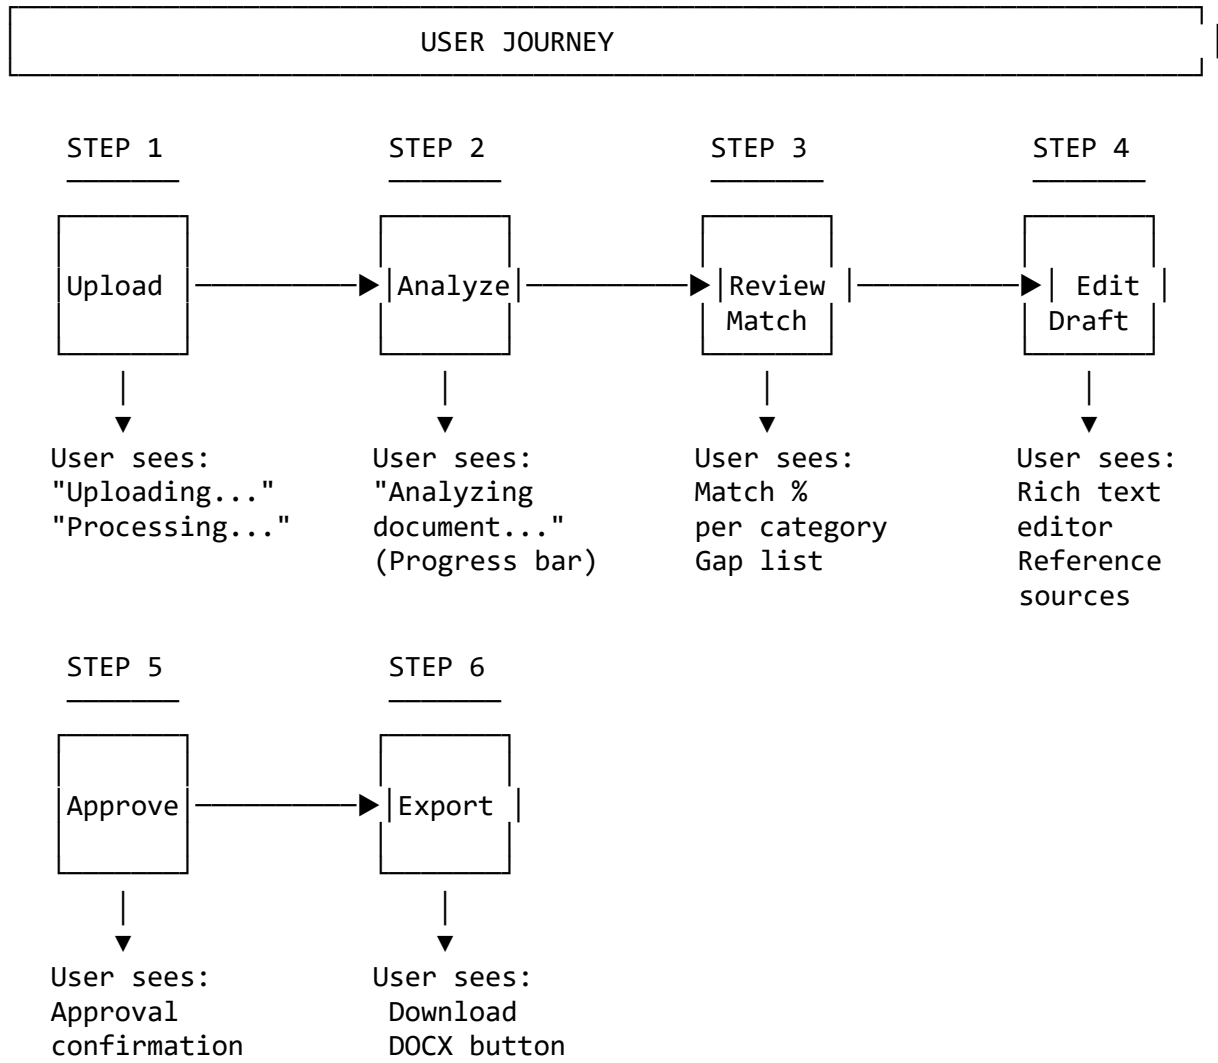 USER JOURNEY
STEP 1 STEP 2 STEP 3 STEP 4
Upload Analyze Review Edit
Match Draft
User sees: User sees: User sees: User sees:
"Uploading..." "Analyzing Match % Rich text
"Processing..." document..." per category editor
(Progress bar) Gap list Reference
sources
STEP 5 STEP 6
Approve Export
User sees: User sees:
Approval Download
confirmation DOCX button